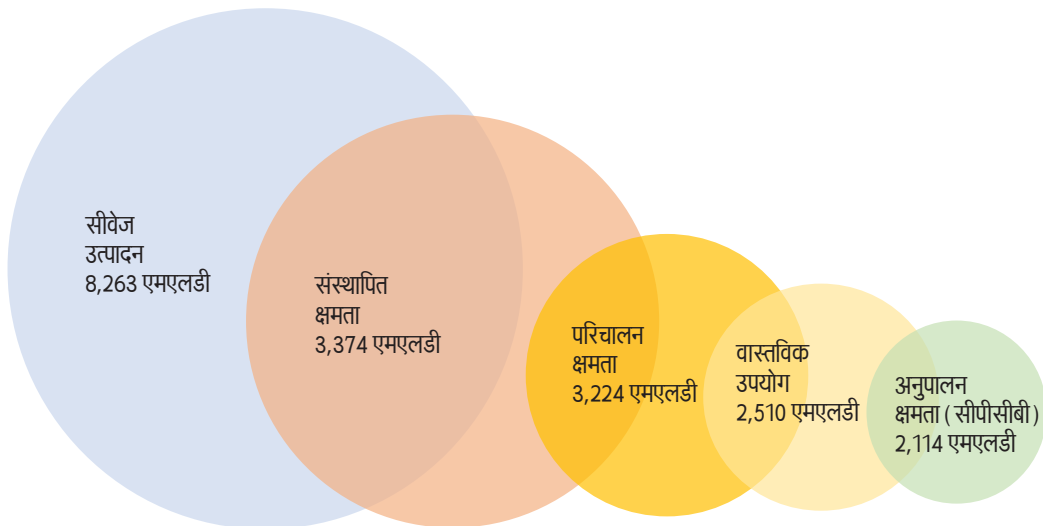 सीवेज
उत्पादन
8,263 एमएलडी
संस्थापित
क्षमता
3,374 एमएलडी
परिचालन
क्षमता
3,224 एमएलडी
वास्तविक
उपयोग
2,510 एमएलडी
अनुपालन
क्षमता ( सीपीसीबी )
2,114 एमएलडी